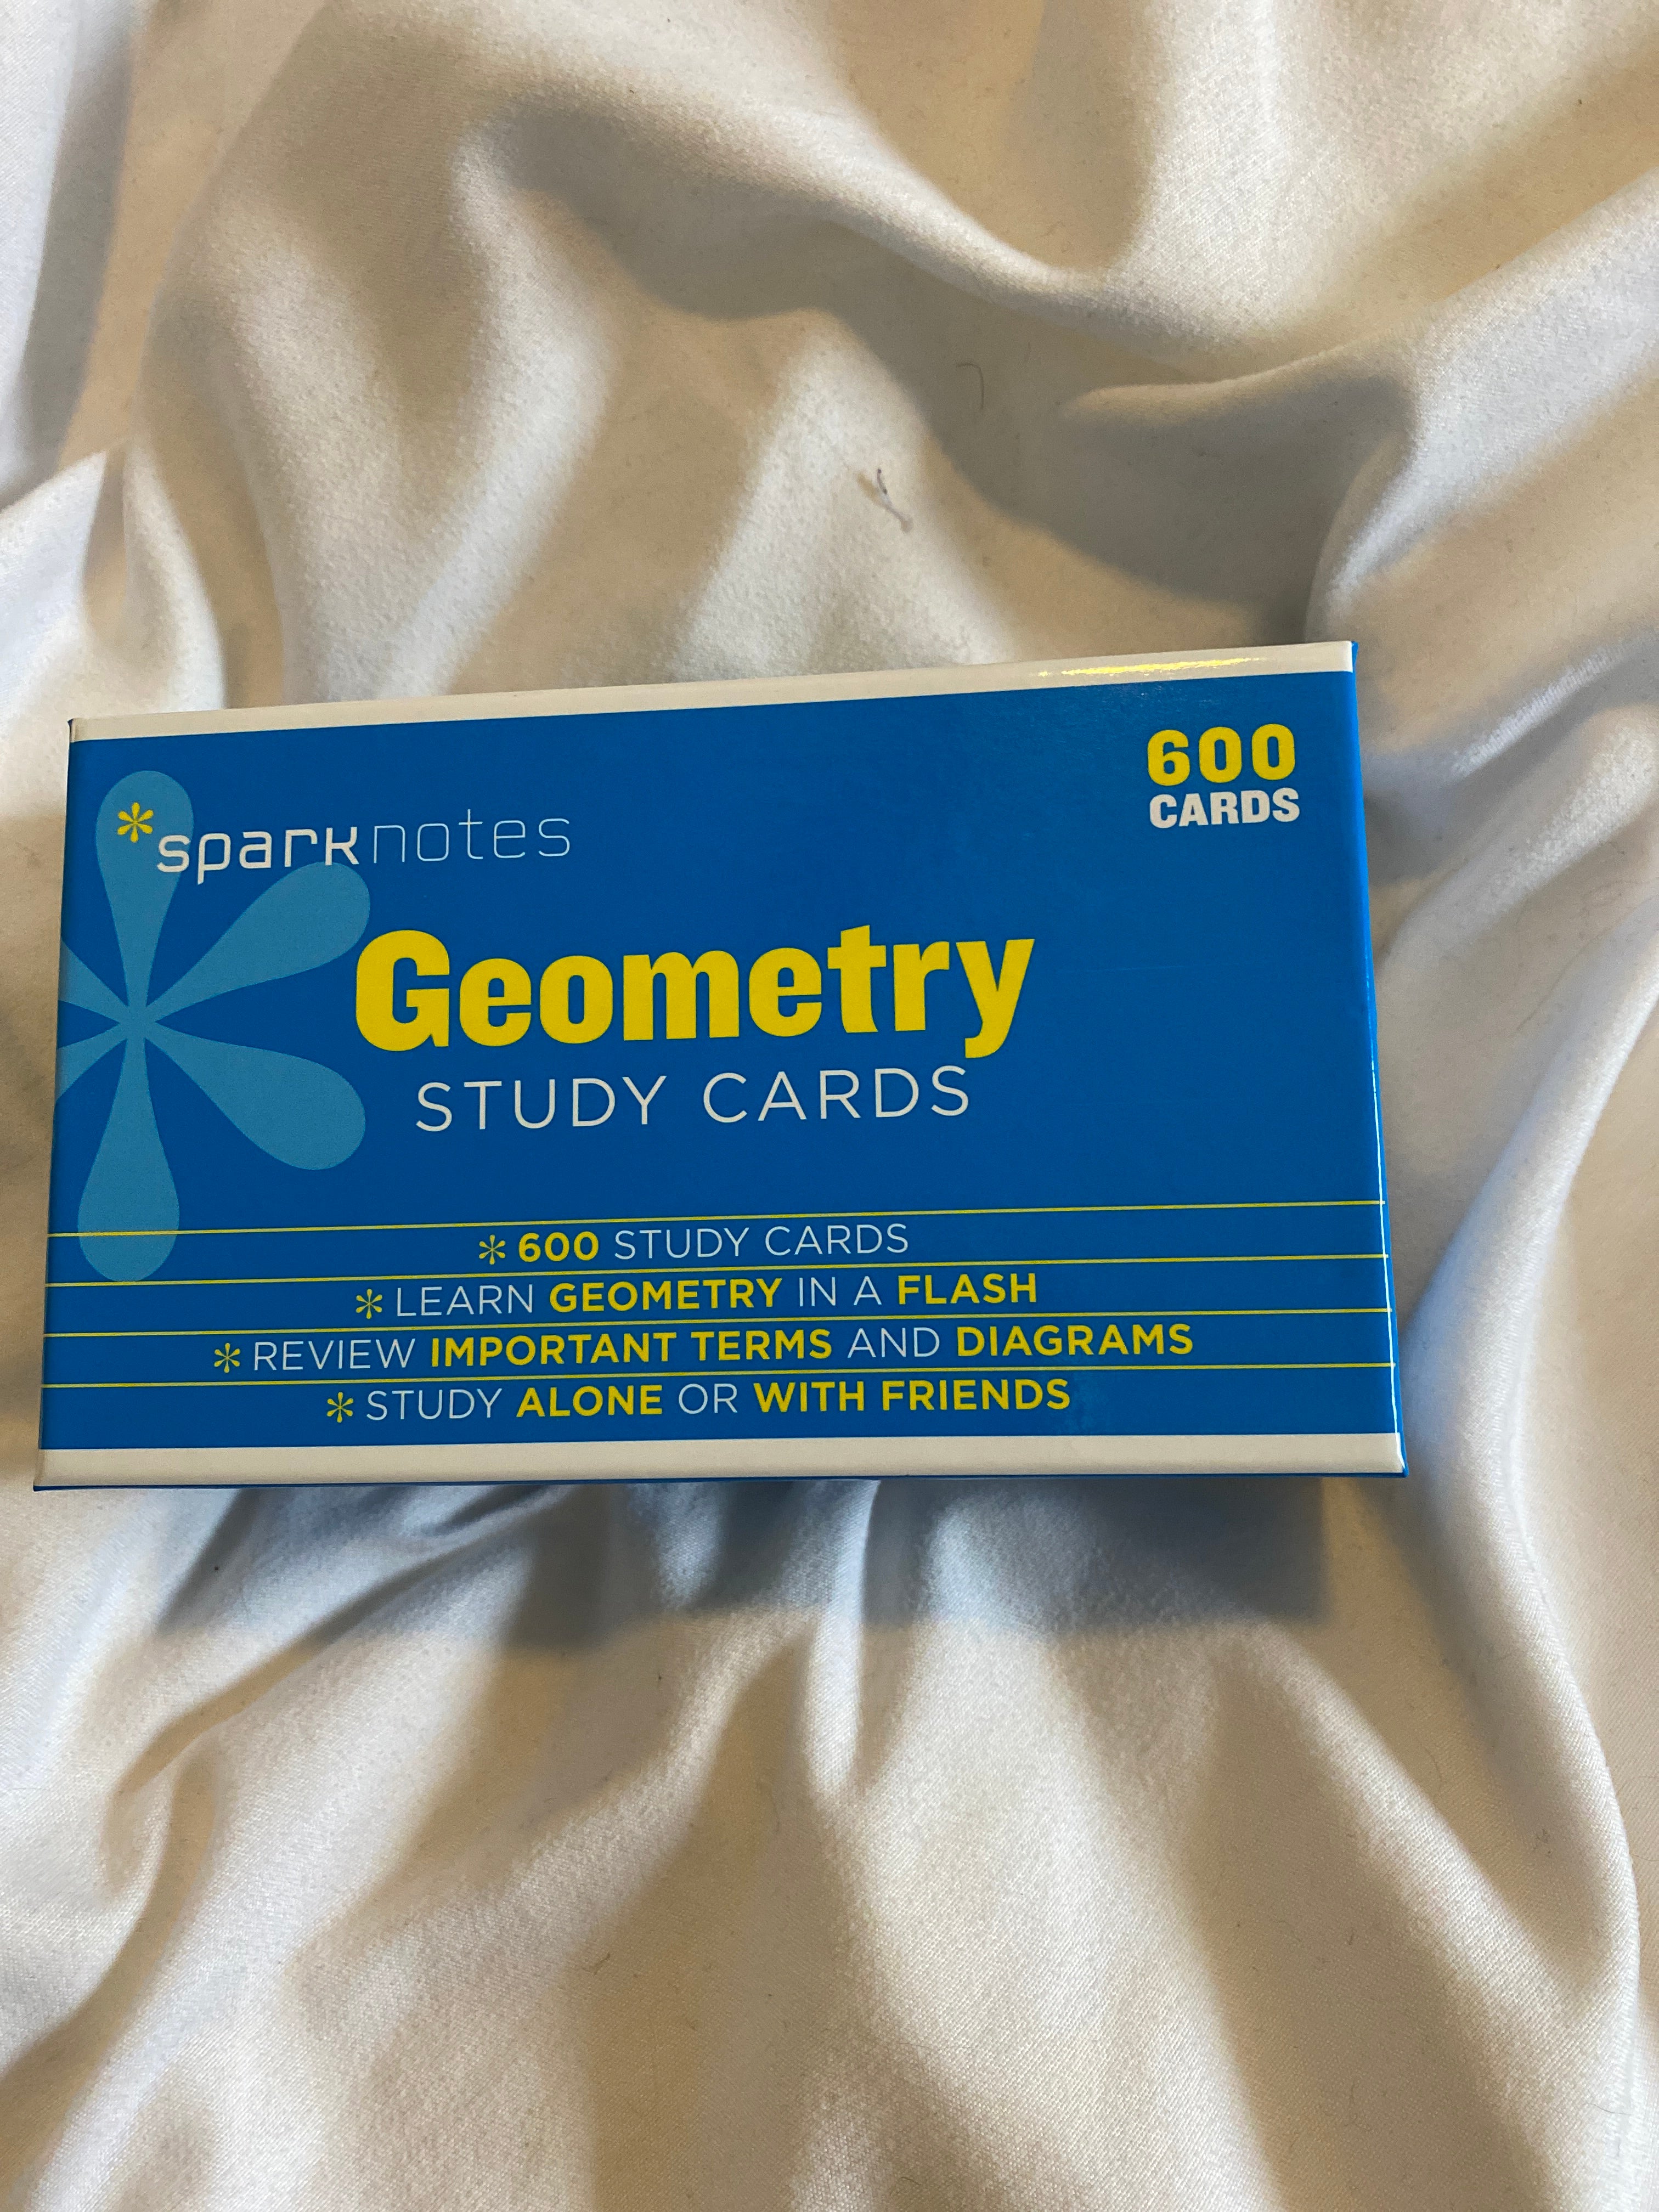 600
CARDS
*sparknotes
Geometry
STUDY CARDS
* 600 STUDY CARDS
* LEARN GEOMETRY IN A FLASH
* REVIEW IMPORTANT TERMS AND DIAGRAMS
* STUDY ALONE OR WITH FRIENDS